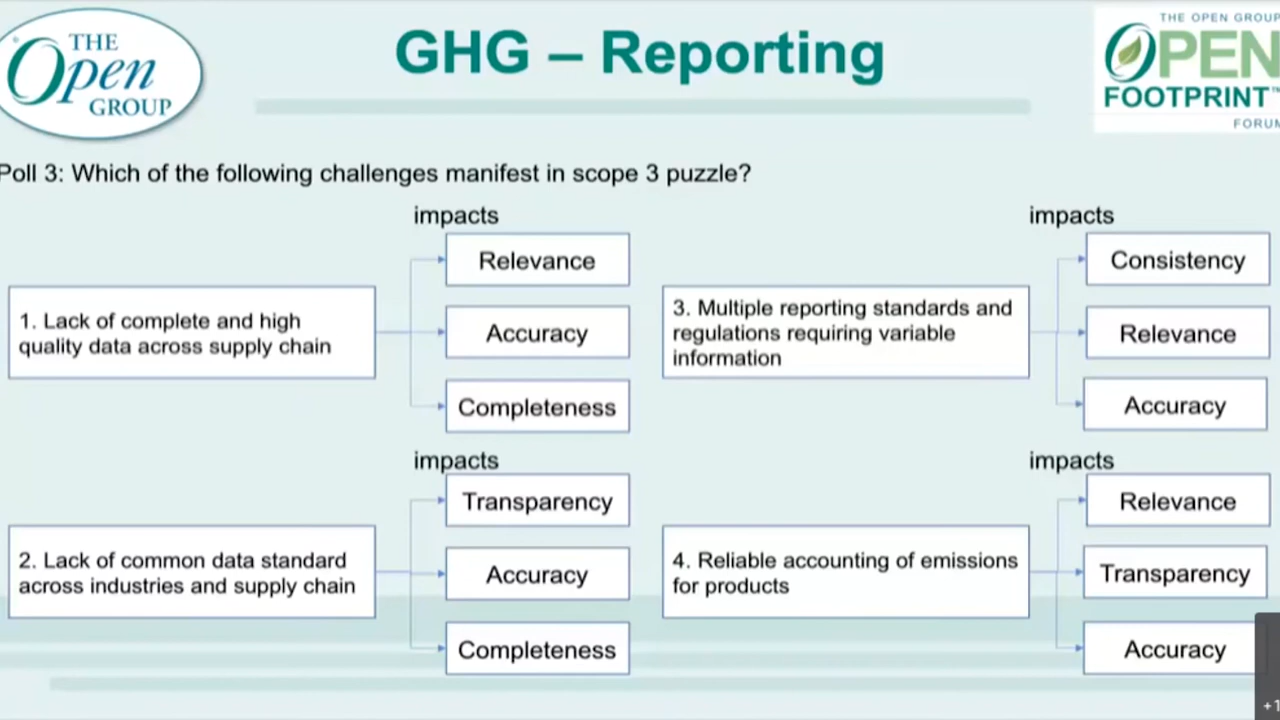 THE
Open
GROUP
GHG – Reporting
THE OPEN GROUP
OPEN
FOOTPRINT™
FORUM
Poll 3: Which of the following challenges manifest in scope 3 puzzle?
impacts
Relevance
1. Lack of complete and high
quality data across supply chain
Accuracy
Completeness
impacts
Consistency
3. Multiple reporting standards and
regulations requiring variable
information
Relevance
Accuracy
impacts
Transparency
2. Lack of common data standard
across industries and supply chain
Accuracy
Completeness
impacts
Relevance
4. Reliable accounting of emissions
for products
Transparency
Accuracy
+1